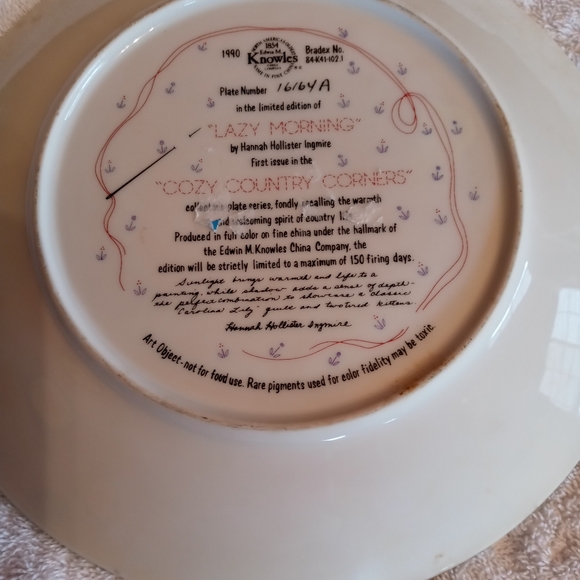 1990
1854
Edwin M.
Knowles
Bradex No.
84-K41-102.1
Plate Number 16164A
in the limited edition of
"LAZY MORNING"
by Hannah Hollister Ingmire
First issue in the
"COZY COUNTRY CORNERS"
plate series, fondly recalling the warmth
welcoming spirit of country
Produced in full color on fine china under the hallmark of
the Edwin M. Knowles China Company, the
edition will be strictly limited to a maximum of 150 firing days.
Sunlight brings warmth and life to a
painting, while shadow adds a sense of depth -
the perfect combination to showcase a classic
"Carolina Lily" quilt and two tired kittens.
Hannah Hollister Ingmire
Art Object-not for food use. Rare pigments used for color fidelity may be toxic.